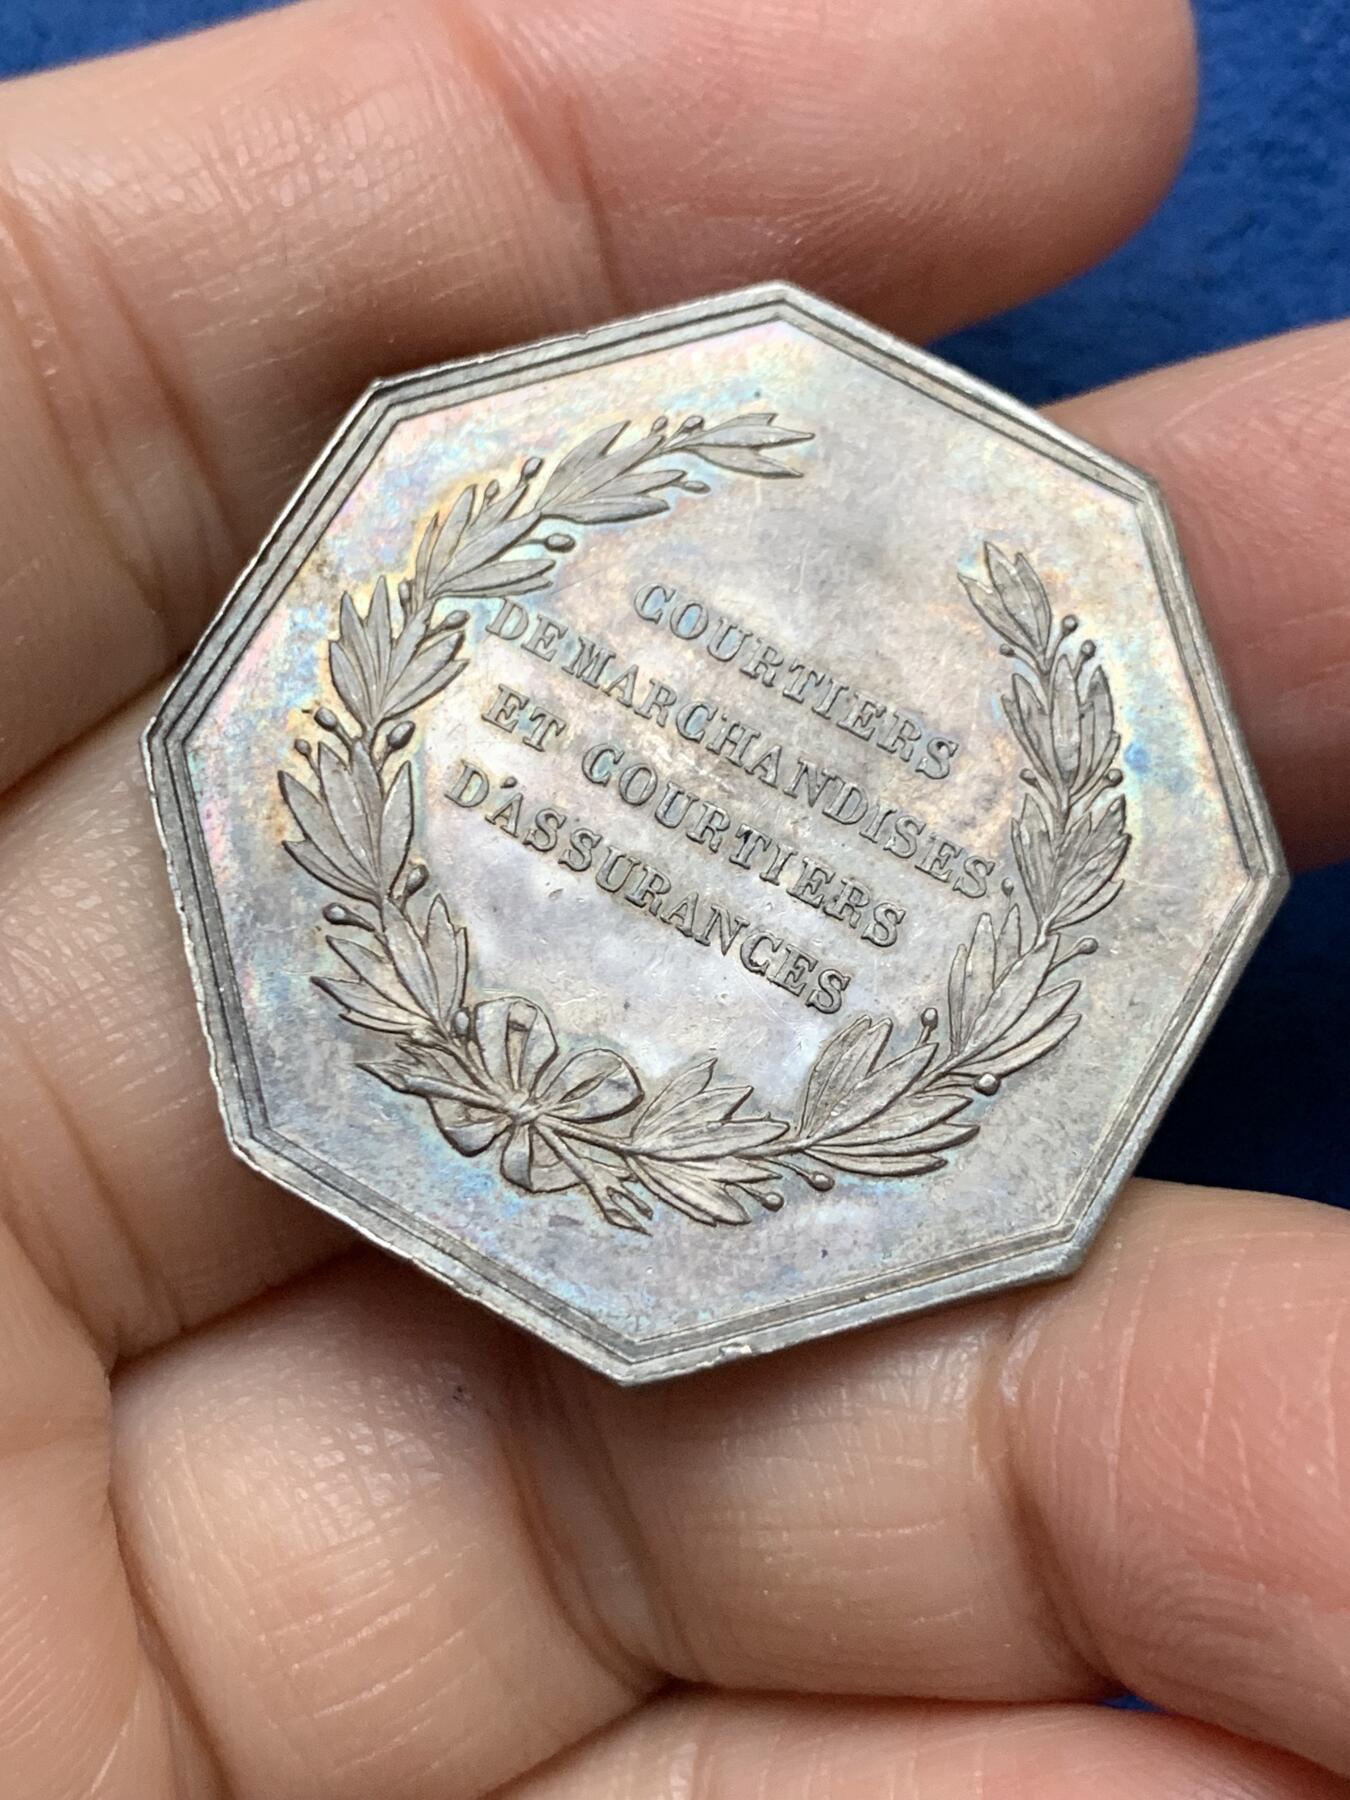 COURTIERS
DE MARCHANDISES
ET COURTIERS
D'ASSURANCES